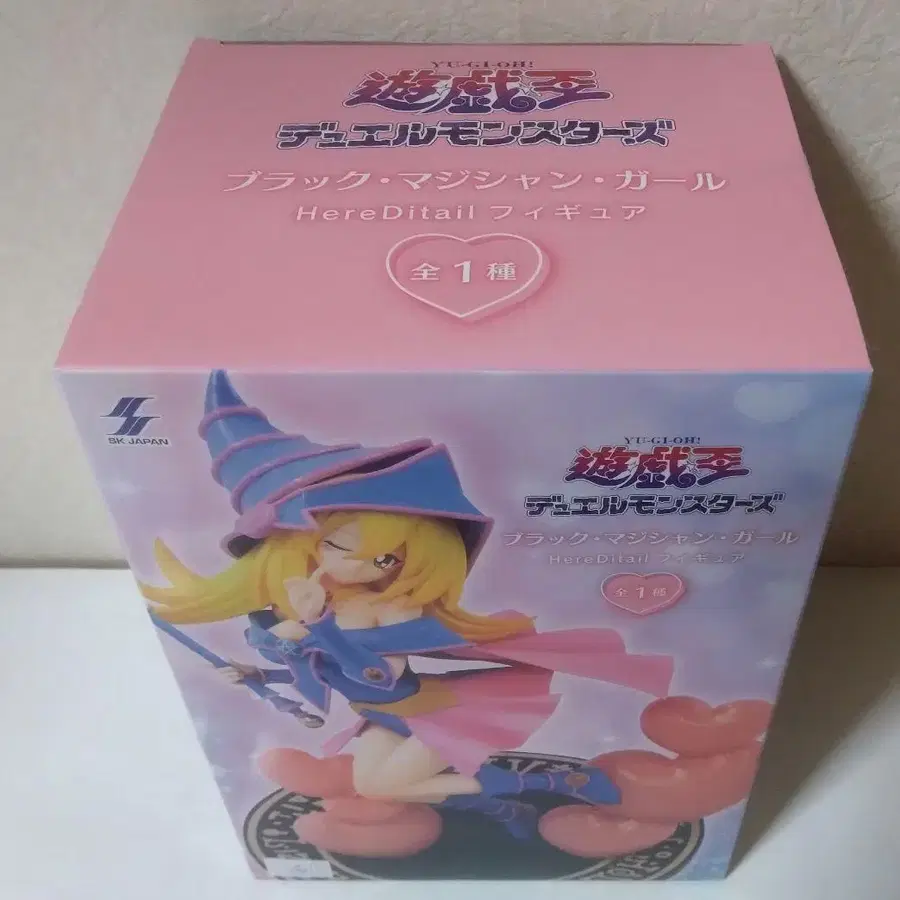 YU-GI-OH!
遊戯王
デュエルモンスターズ
ブラック・マジシャン・ガール
HereDitail フィギュア
全1種
SK JAPAN
YU-GI-OH!
遊戯王
デュエルモンスターズ
ブラック・マジシャン・ガール
HereDitail フィギュア
全1種